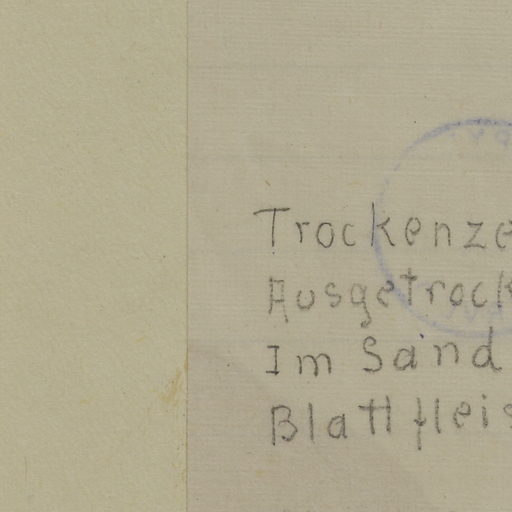 Trockenze
Ausgetrock
Im Sand
Blattfleis